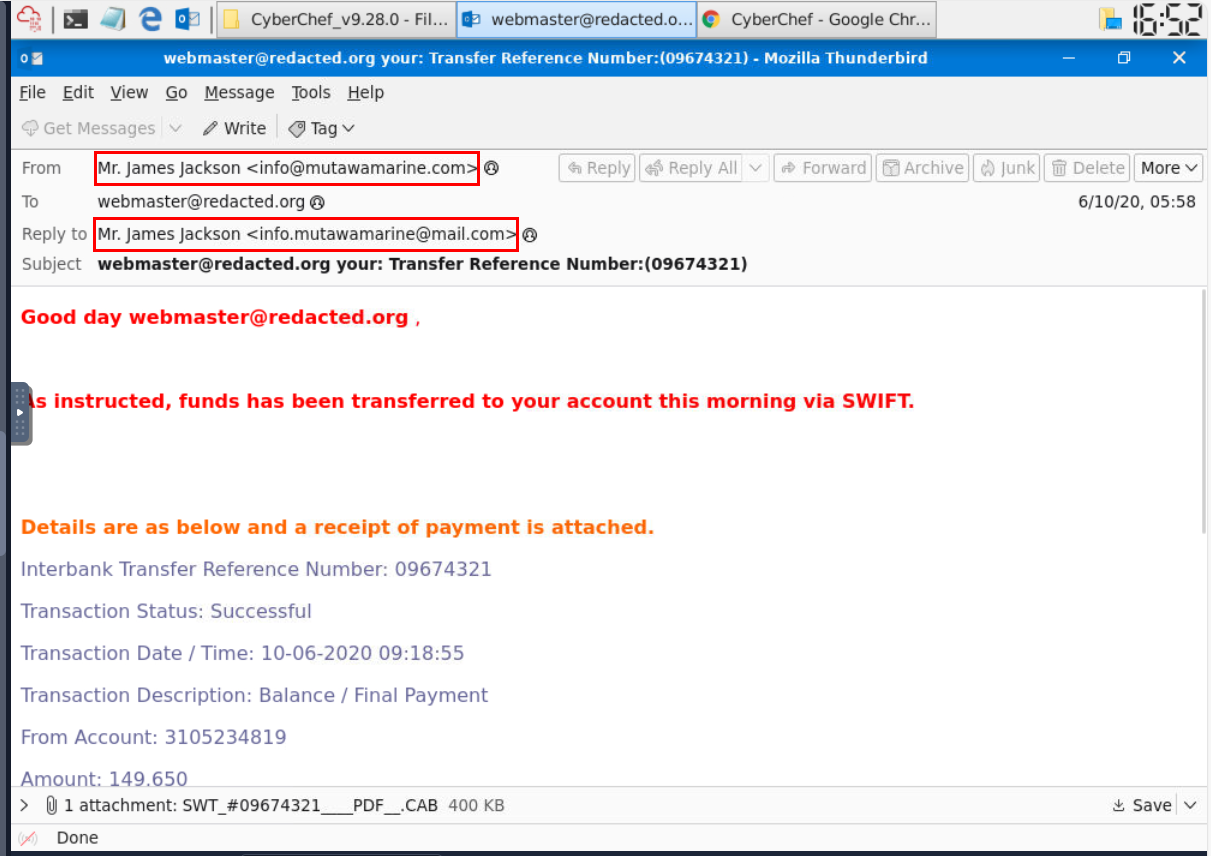 CyberChef_v9.28.0 - Fil... webmaster@redacted.o... CyberChef - Google Chr... 16:52
webmaster@redacted.org your: Transfer Reference Number:(09674321) - Mozilla Thunderbird
File Edit View Go Message Tools Help
Get Messages Write Tag
From Mr. James Jackson <info@mutawamarine.com> Reply Reply All Forward Archive Junk Delete More
To webmaster@redacted.org 6/10/20, 05:58
Reply to Mr. James Jackson <info.mutawamarine@mail.com>
Subject webmaster@redacted.org your: Transfer Reference Number:(09674321)
Good day webmaster@redacted.org ,
As instructed, funds has been transferred to your account this morning via SWIFT.
Details are as below and a receipt of payment is attached.
Interbank Transfer Reference Number: 09674321
Transaction Status: Successful
Transaction Date / Time: 10-06-2020 09:18:55
Transaction Description: Balance / Final Payment
From Account: 3105234819
Amount: 149.650
1 attachment: SWT_#09674321____PDF__.CAB 400 KB Save
Done